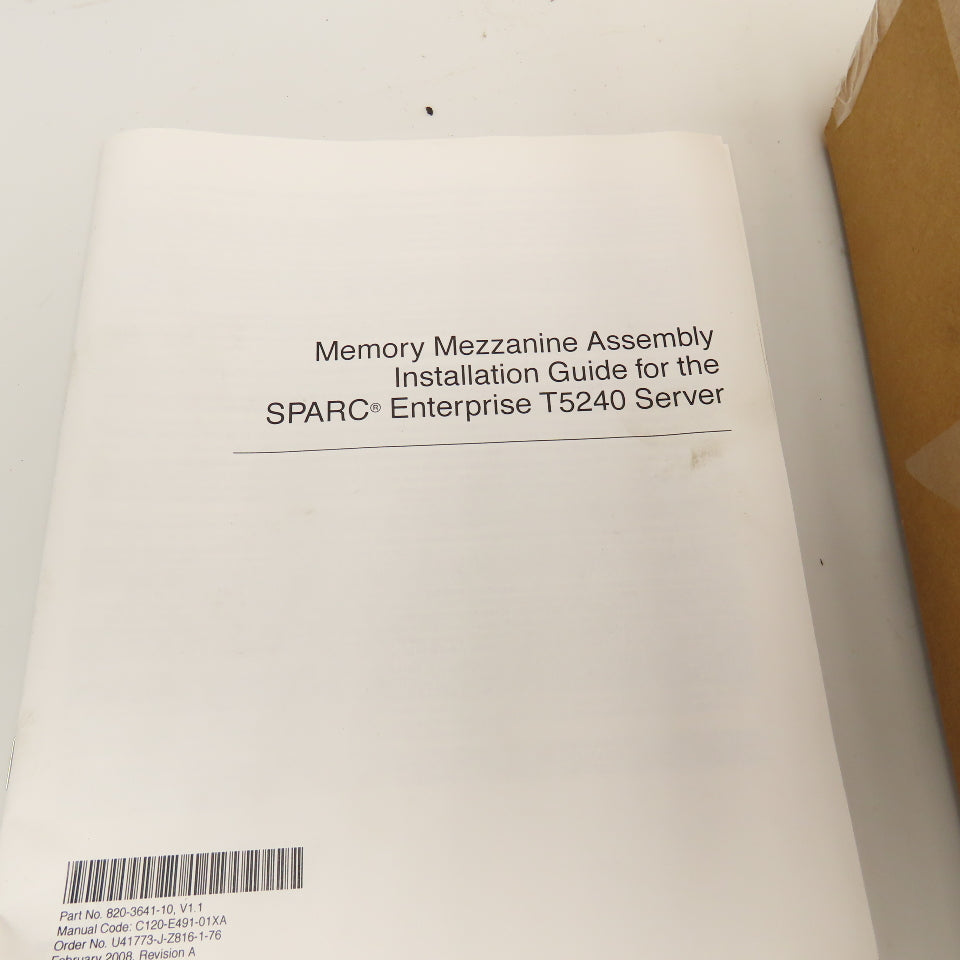 Memory Mezzanine Assembly
Installation Guide for the
SPARC® Enterprise T5240 Server
Part No. 820-3641-10, V1.1
Manual Code: C120-E491-01XA
Order No. U41773-J-Z816-1-76
February 2008, Revision A